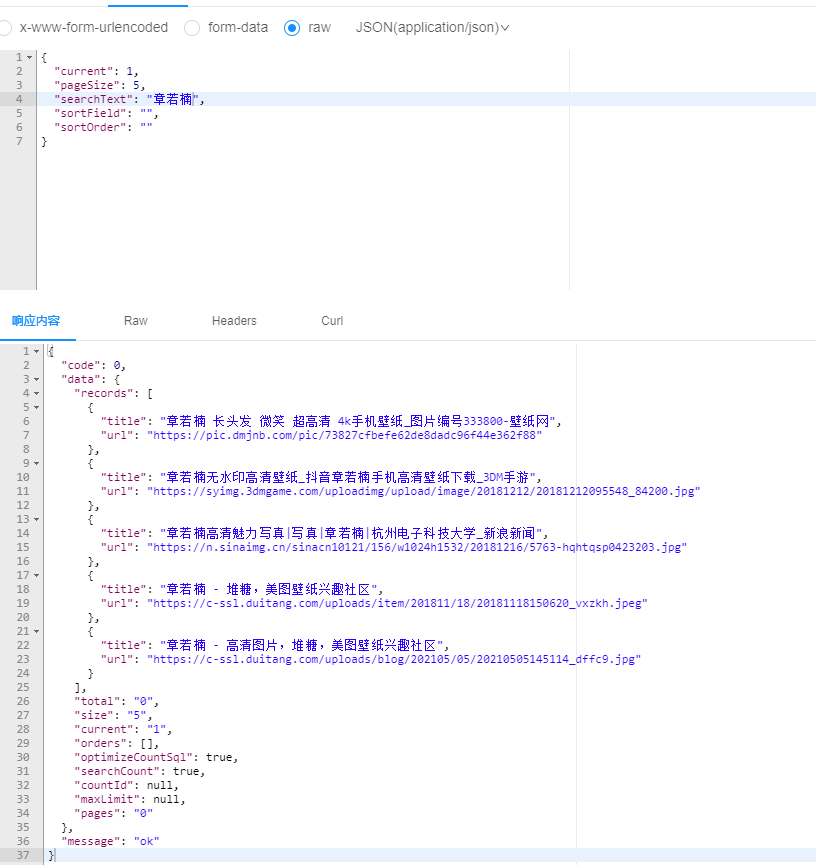 x-www-form-urlencoded form-data raw JSON(application/json)
1 {
2 "current": 1,
3 "pageSize": 5,
4 "searchText": "章若楠",
5 "sortField": "",
6 "sortOrder": ""
7 }
响应内容 Raw Headers Curl
1 {
2 "code": 0,
3 "data": {
4 "records": [
5 {
6 "title": "章若楠 长头发 微笑 超高清 4k手机壁纸_图片编号333800-壁纸网",
7 "url": "https://pic.dmjnb.com/pic/73827cfbefe62de8dadc96f44e362f88"
8 },
9 {
10 "title": "章若楠无水印高清壁纸_抖音章若楠手机高清壁纸下载_3DM手游",
11 "url": "https://syimg.3dmgame.com/uploadimg/upload/image/20181212/20181212095548_84200.jpg"
12 },
13 {
14 "title": "章若楠高清魅力写真|写真|章若楠|杭州电子科技大学_新浪新闻",
15 "url": "https://n.sinaimg.cn/sinacn10121/156/w1024h1532/20181216/5763-hqhtqsp0423203.jpg"
16 },
17 {
18 "title": "章若楠 - 堆糖，美图壁纸兴趣社区",
19 "url": "https://c-ssl.duitang.com/uploads/item/201811/18/20181118150620_vxzkh.jpeg"
20 },
21 {
22 "title": "章若楠 - 高清图片，堆糖，美图壁纸兴趣社区",
23 "url": "https://c-ssl.duitang.com/uploads/blog/202105/05/20210505145114_dffc9.jpg"
24 }
25 ],
26 "total": "0",
27 "size": "5",
28 "current": "1",
29 "orders": [],
30 "optimizeCountSql": true,
31 "searchCount": true,
32 "countId": null,
33 "maxLimit": null,
34 "pages": "0"
35 },
36 "message": "ok"
37 }